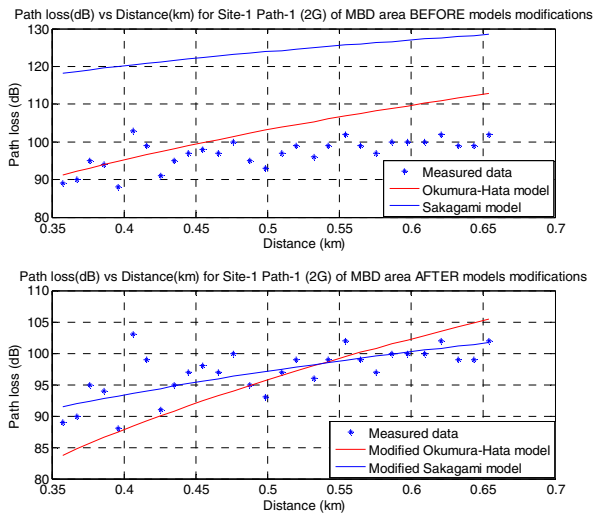 Path loss(dB) vs Distance(km) for Site-1 Path-1 (2G) of MBD area BEFORE models modifications
130
120
110
100
90
80
Path loss (dB)
0.35 0.4 0.45 0.5 0.55 0.6 0.65 0.7
Distance (km)
Measured data
Okumura-Hata model
Sakagami model
Path loss(dB) vs Distance(km) for Site-1 Path-1 (2G) of MBD area AFTER models modifications
110
105
100
95
90
85
80
Path loss (dB)
0.35 0.4 0.45 0.5 0.55 0.6 0.65 0.7
Distance (km)
Measured data
Modified Okumura-Hata model
Modified Sakagami model